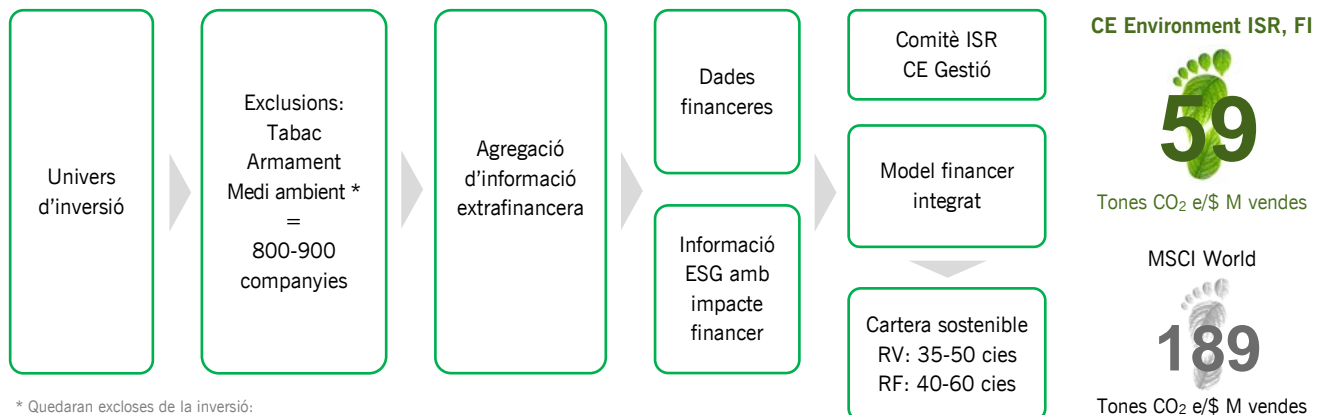 Univers
d’inversió
Exclusions:
Tabac
Armament
Medi ambient *
=
800-900
companyies
Agregació
d’informació
extrafinancera
Dades
financeres
Informació
ESG amb
impacte
financer
Comitè ISR
CE Gestió
Model financer
integrat
Cartera sostenible
RV: 35-50 cies
RF: 40-60 cies
CE Environment ISR, FI
59
Tones CO₂ e/$ M vendes
MSCI World
189
Tones CO₂ e/$ M vendes
* Quedaran excloses de la inversió: